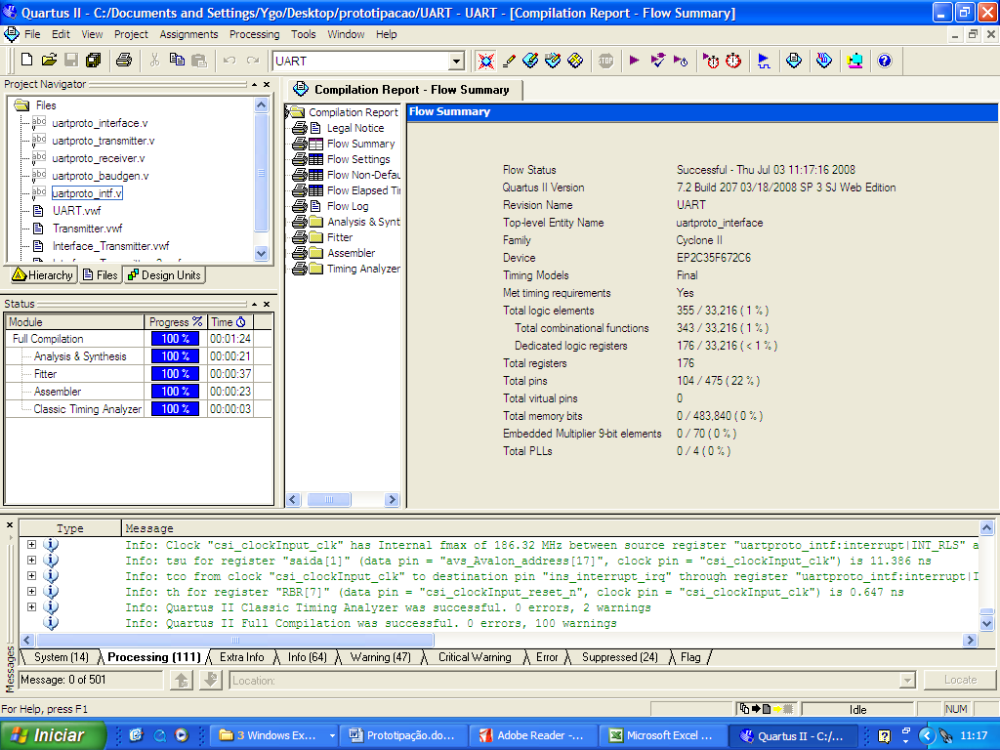 Quartus II - C:/Documents and Settings/Ygo/Desktop/prototipacao/UART - UART - [Compilation Report - Flow Summary]
File Edit View Project Assignments Processing Tools Window Help
UART
STOP
Project Navigator
Files
abc uartproto_interface.v
abc uartproto_transmitter.v
abc uartproto_receiver.v
abc uartproto_baudgen.v
abc uartproto_intf.v
UART.vwf
Transmitter.vwf
Interface_Transmitter.vwf
Hierarchy Files Design Units
Status
Module Progress % Time
Full Compilation 100 % 00:01:24
Analysis & Synthesis 100 % 00:00:21
Fitter 100 % 00:00:37
Assembler 100 % 00:00:23
Classic Timing Analyzer 100 % 00:00:03
Compilation Report - Flow Summary
Compilation Report
Legal Notice
Flow Summary
Flow Settings
Flow Non-Defau
Flow Elapsed Ti
Flow Log
Analysis & Synt
Fitter
Assembler
Timing Analyzer
Flow Summary
Flow Status Successful - Thu Jul 03 11:17:16 2008
Quartus II Version 7.2 Build 207 03/18/2008 SP 3 SJ Web Edition
Revision Name UART
Top-level Entity Name uartproto_interface
Family Cyclone II
Device EP2C35F672C6
Timing Models Final
Met timing requirements Yes
Total logic elements 355 / 33,216 ( 1 % )
Total combinational functions 343 / 33,216 ( 1 % )
Dedicated logic registers 176 / 33,216 ( < 1 % )
Total registers 176
Total pins 104 / 475 ( 22 % )
Total virtual pins 0
Total memory bits 0 / 483,840 ( 0 % )
Embedded Multiplier 9-bit elements 0 / 70 ( 0 % )
Total PLLs 0 / 4 ( 0 % )
Type Message
Info: Clock "csi_clockInput_clk" has Internal fmax of 186.32 MHz between source register "uartproto_intf:interrupt|INT_RLS" a
Info: tsu for register "saida[1]" (data pin = "avs_Avalon_address[17]", clock pin = "csi_clockInput_clk") is 11.386 ns
Info: tco from clock "csi_clockInput_clk" to destination pin "ins_interrupt_irq" through register "uartproto_intf:interrupt|I
Info: th for register "RBR[7]" (data pin = "csi_clockInput_reset_n", clock pin = "csi_clockInput_clk") is 0.647 ns
Info: Quartus II Classic Timing Analyzer was successful. 0 errors, 2 warnings
Info: Quartus II Full Compilation was successful. 0 errors, 100 warnings
System (14) Processing (111) Extra Info Info (64) Warning (47) Critical Warning Error Suppressed (24) Flag
Messages
Message: 0 of 501 Location: Locate
For Help, press F1 Idle NUM
Iniciar 3 Windows Ex... Prototipação.do... Adobe Reader -... Microsoft Excel ... Quartus II - C:/... 11:17